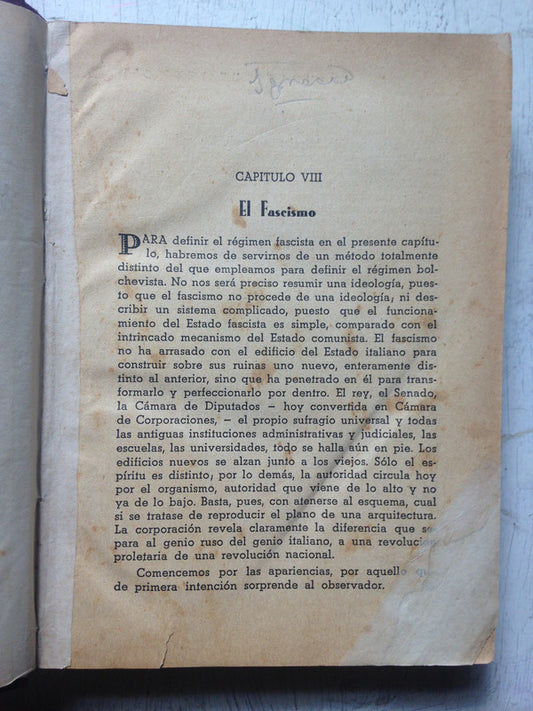 Ignacio
CAPITULO VIII
El Fascismo
PARA definir el régimen fascista en el presente capítu-
lo, habremos de servirnos de un método totalmente
distinto del que empleamos para definir el régimen bol-
chevista. No nos será preciso resumir una ideología, pues-
to que el fascismo no procede de una ideología; ni des-
cribir un sistema complicado, puesto que el funciona-
miento del Estado fascista es simple, comparado con el
intrincado mecanismo del Estado comunista. El fascismo
no ha arrasado con el edificio del Estado italiano para
construir sobre sus ruinas uno nuevo, enteramente dis-
tinto al anterior, sino que ha penetrado en él para trans-
formarlo y perfeccionarlo por dentro. El rey, el Senado,
la Cámara de Diputados — hoy convertida en Cámara
de Corporaciones, — el propio sufragio universal y todas
las antiguas instituciones administrativas y judiciales, las
escuelas, las universidades, todo se halla aún en pie. Los
edificios nuevos se alzan junto a los viejos. Sólo el es-
píritu es distinto; por lo demás, la autoridad circula hoy
por el organismo, autoridad que viene de lo alto y no
ya de lo bajo. Basta, pues, con atenerse al esquema, cual
si se tratase de reproducir el plano de una arquitectura.
La corporación revela claramente la diferencia que se-
para al genio ruso del genio italiano, a una revolución
proletaria de una revolución nacional.
Comencemos por las apariencias, por aquello que
de primera intención sorprende al observador.